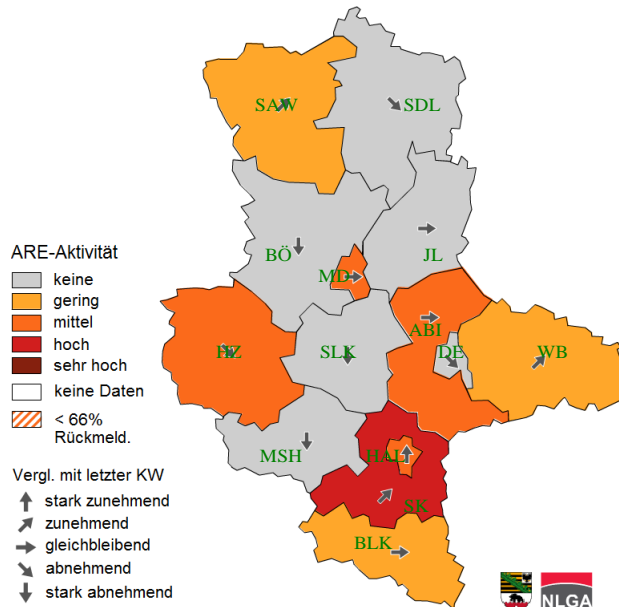 SAW
SDL
BÖ
JL
MD
ABI
HZ
SLK
DE
WB
MSH
HAL
SK
BLK
ARE-Aktivität
keine
gering
mittel
hoch
sehr hoch
keine Daten
< 66%
Rückmeld.
Vergl. mit letzter KW
stark zunehmend
zunehmend
gleichbleibend
abnehmend
stark abnehmend
NLGA